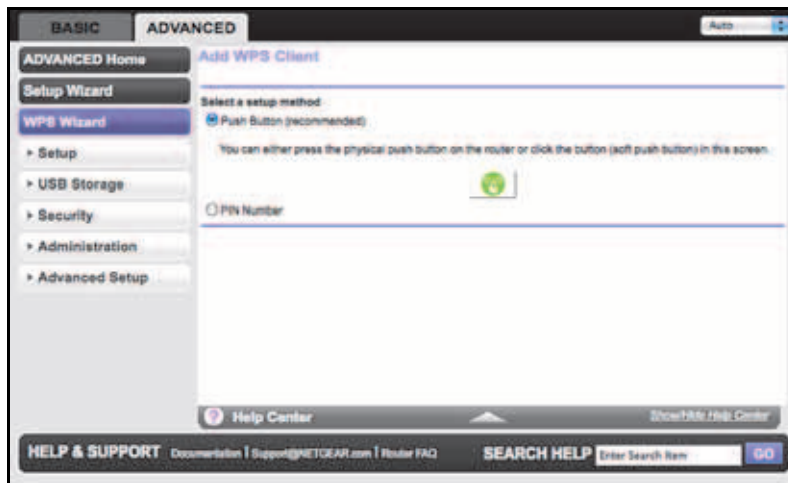 BASIC
ADVANCED
Auto
ADVANCED Home
Setup Wizard
WPS Wizard
Setup
USB Storage
Security
Administration
Advanced Setup
Add WPS Client
Select a setup method
Push Button (recommended)
You can either press the physical push button on the router or click the button (soft push button) in this screen.
PIN Number
Help Center
Show/Hide Help Center
HELP & SUPPORT Documentation | Support@NETGEAR.com | Router FAQ
SEARCH HELP Enter Search Item GO